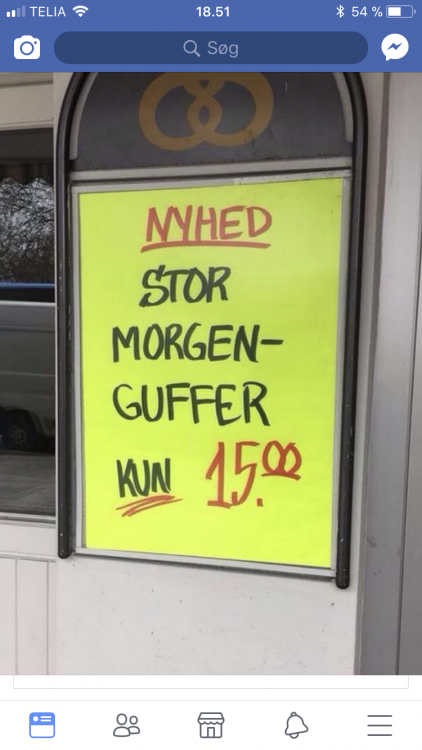 TELIA 18.51 54 %
Søg
NYHED
STOR
MORGEN-
GUFFER
KUN 15.00